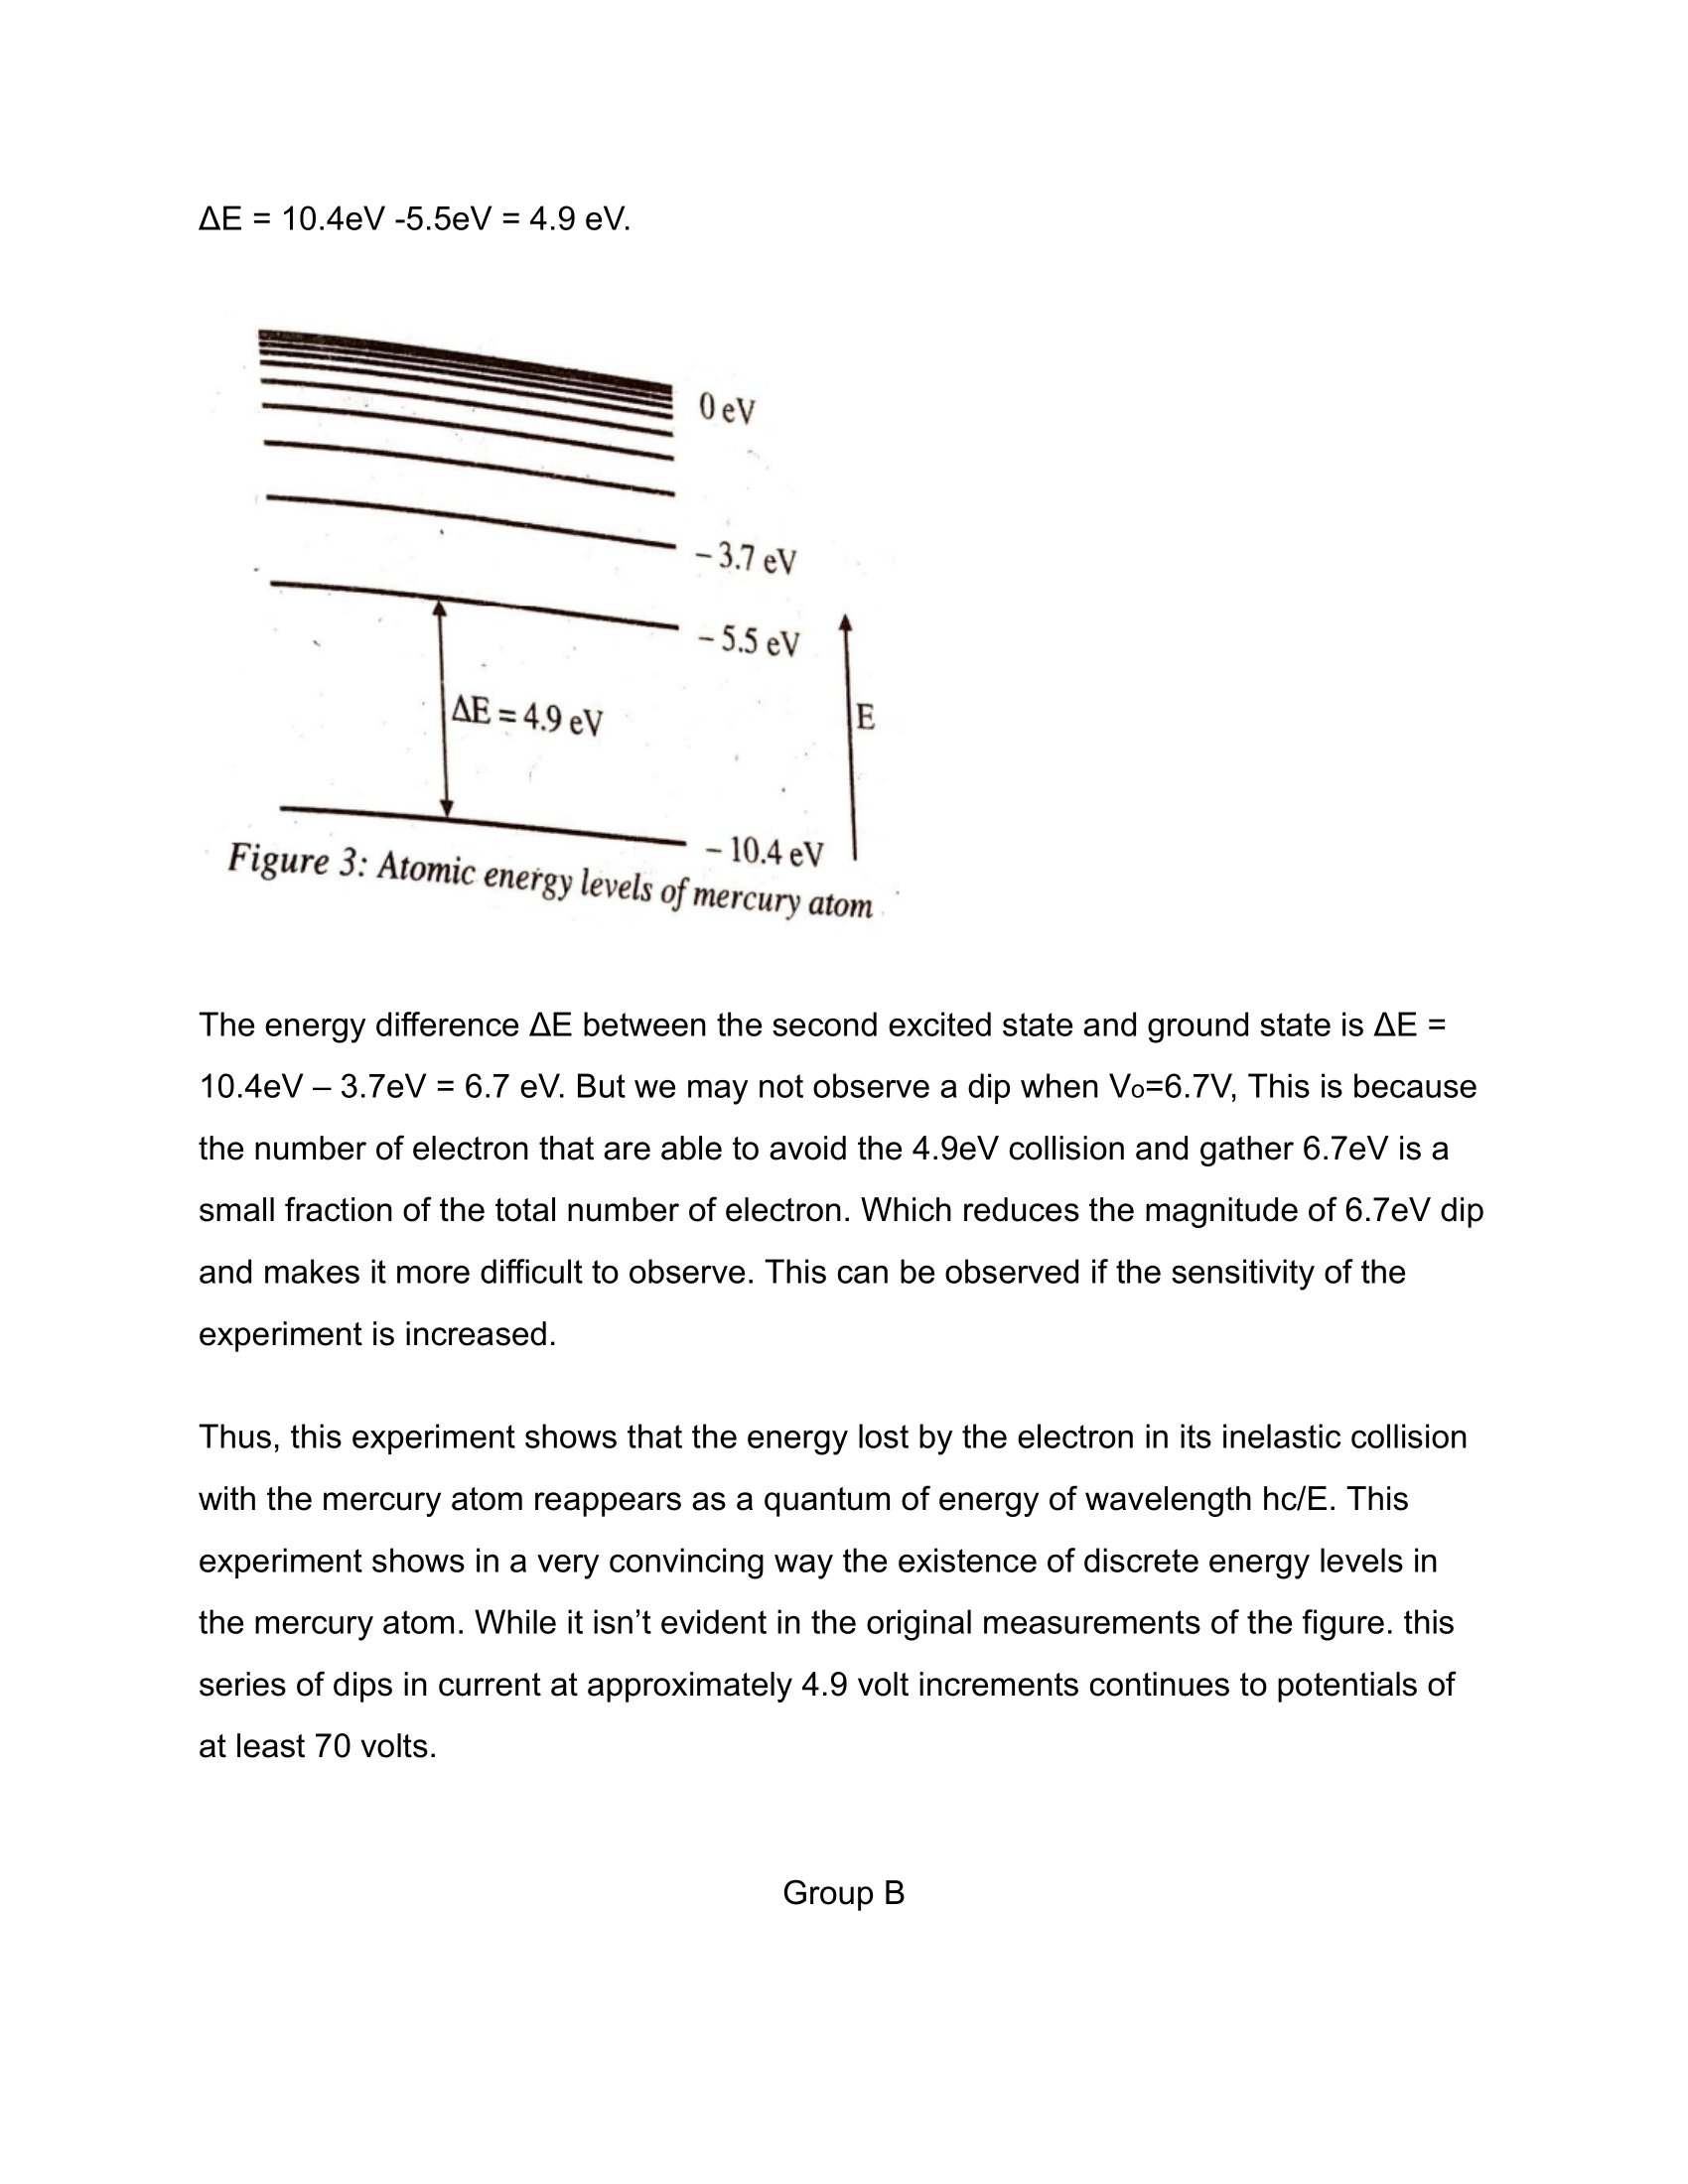 ΔE = 10.4eV -5.5eV = 4.9 eV.
0 eV
– 3.7 eV
– 5.5 eV
ΔE = 4.9 eV
E
– 10.4 eV
Figure 3: Atomic energy levels of mercury atom
The energy difference ΔE between the second excited state and ground state is ΔE =
10.4eV – 3.7eV = 6.7 eV. But we may not observe a dip when Vₒ=6.7V, This is because
the number of electron that are able to avoid the 4.9eV collision and gather 6.7eV is a
small fraction of the total number of electron. Which reduces the magnitude of 6.7eV dip
and makes it more difficult to observe. This can be observed if the sensitivity of the
experiment is increased.
Thus, this experiment shows that the energy lost by the electron in its inelastic collision
with the mercury atom reappears as a quantum of energy of wavelength hc/E. This
experiment shows in a very convincing way the existence of discrete energy levels in
the mercury atom. While it isn’t evident in the original measurements of the figure. this
series of dips in current at approximately 4.9 volt increments continues to potentials of
at least 70 volts.
Group B